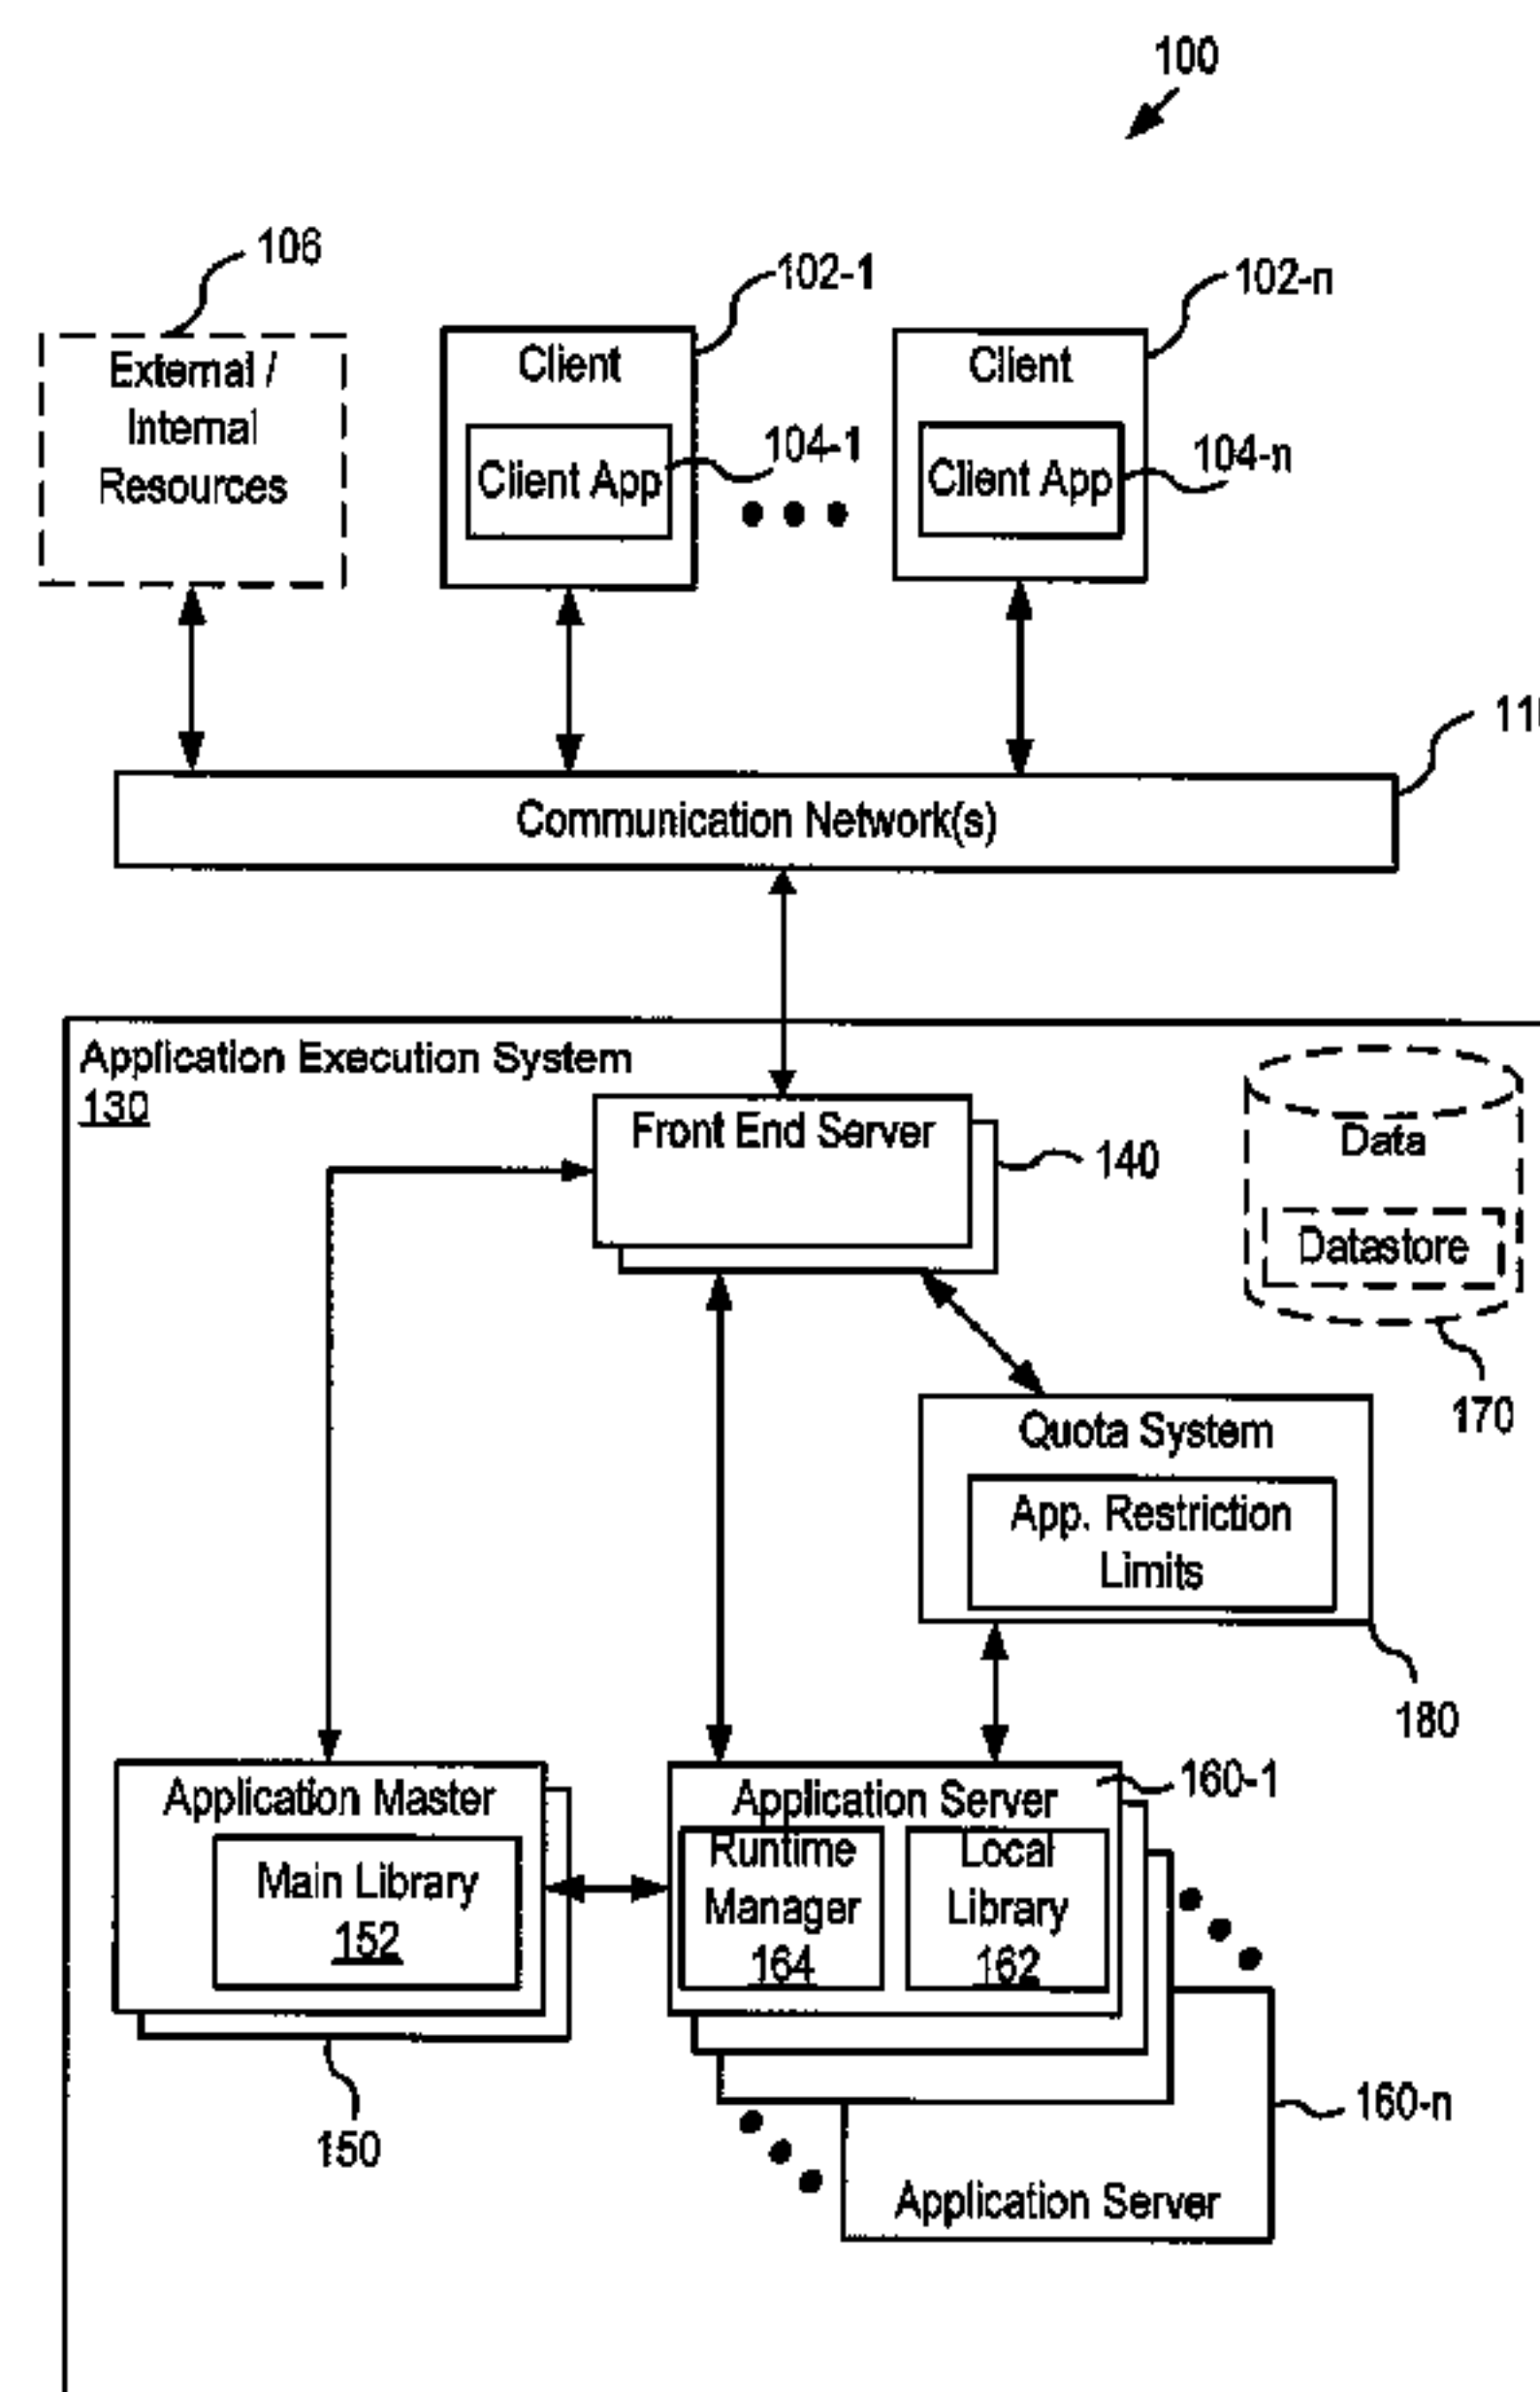 100
106
102-1
102-n
External /
Internal
Resources
Client
Client App
104-1
Client
Client App
104-n
11
Communication Network(s)
Application Execution System
130
Front End Server
140
Data
Datastore
170
Quota System
App. Restriction
Limits
180
Application Master
Main Library
152
150
Application Server
160-1
Runtime
Manager
164
Local
Library
162
160-n
Application Server